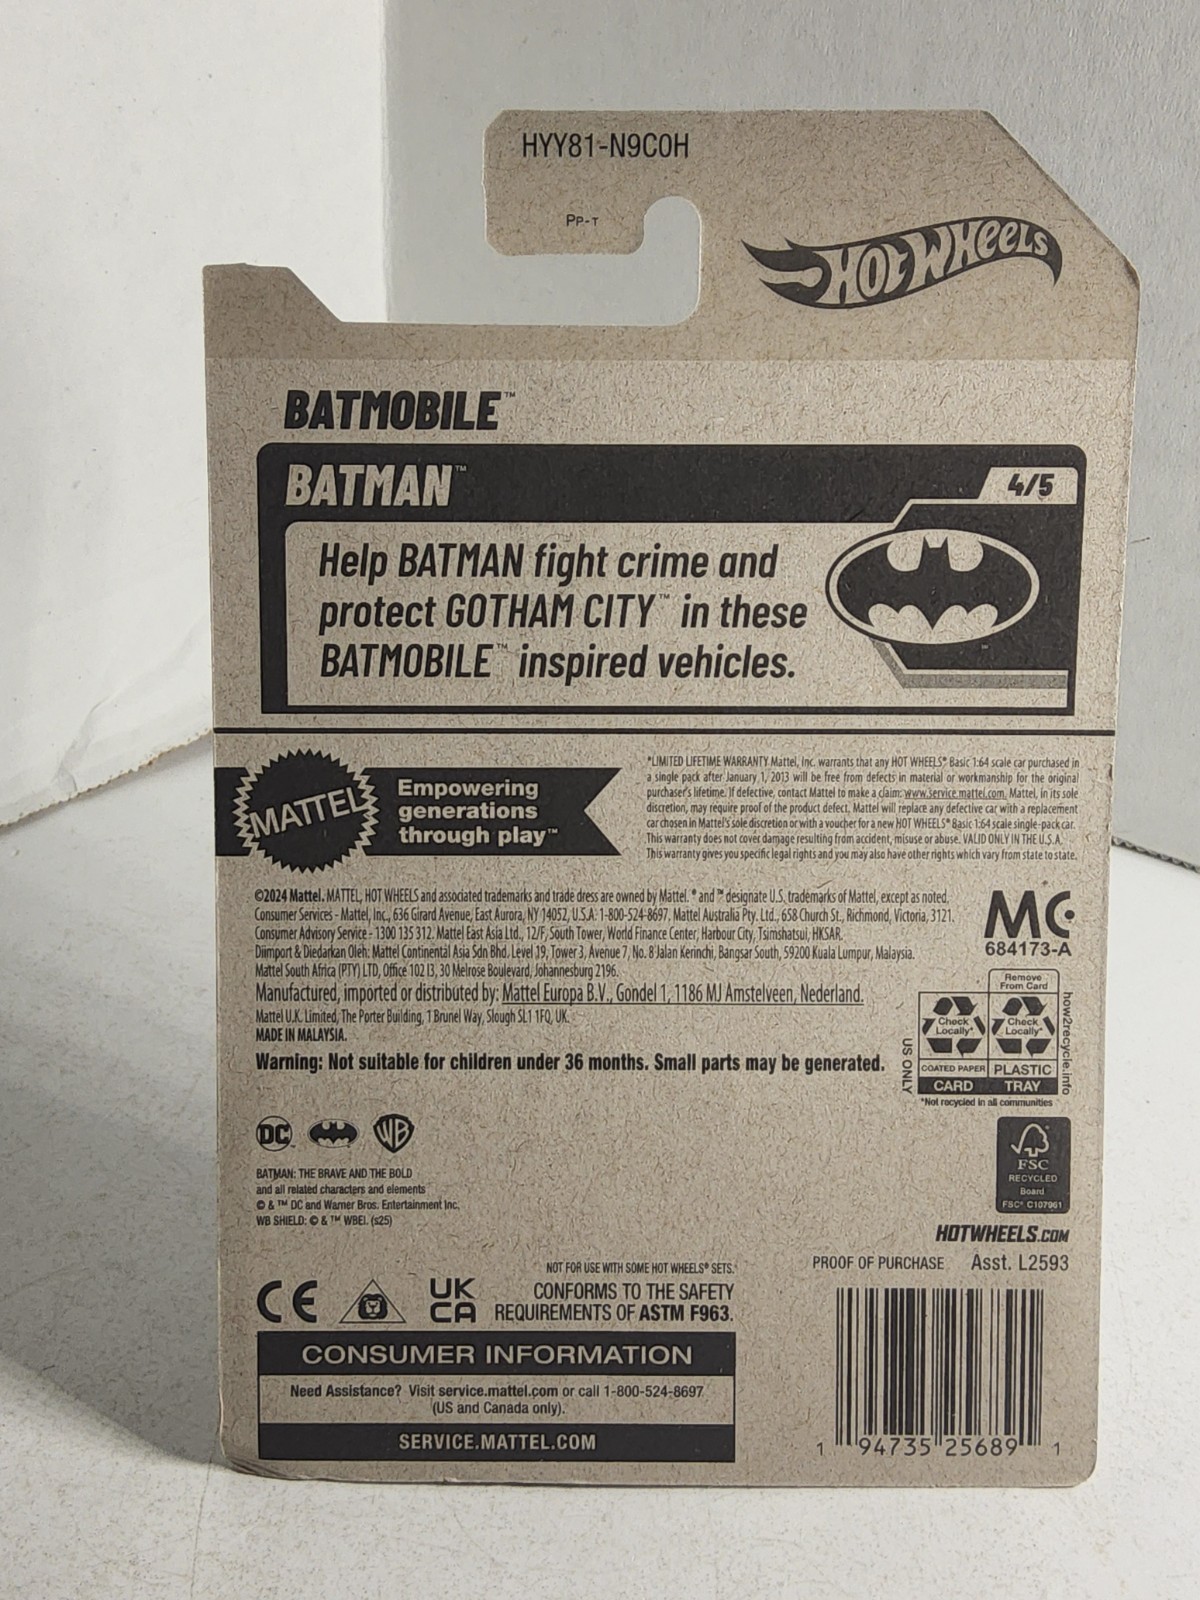 HYY81-N9C0H
PP-T
HOT WHEELS
BATMOBILE™
BATMAN™
4/5
Help BATMAN fight crime and
protect GOTHAM CITY™ in these
BATMOBILE™ inspired vehicles.
MATTEL
Empowering
generations
through play™
*LIMITED LIFETIME WARRANTY Mattel, Inc. warrants that any HOT WHEELS® Basic 1:64 scale car purchased in
a single pack after January 1, 2013 will be free from defects in material or workmanship for the original
purchaser's lifetime. If defective, contact Mattel to make a claim: www.service.mattel.com. Mattel, in its sole
discretion, may require proof of the product defect. Mattel will replace any defective car with a replacement
car chosen in Mattel's sole discretion or with a voucher for a new HOT WHEELS® Basic 1:64 scale single-pack car.
This warranty does not cover damage resulting from accident, misuse or abuse. VALID ONLY IN THE U.S.A.
This warranty gives you specific legal rights and you may also have other rights which vary from state to state.
©2024 Mattel. MATTEL, HOT WHEELS and associated trademarks and trade dress are owned by Mattel. ® and ™ designate U.S. trademarks of Mattel, except as noted.
Consumer Services - Mattel, Inc., 636 Girard Avenue, East Aurora, NY 14052, U.S.A. 1-800-524-8697. Mattel Australia Pty. Ltd., 658 Church St., Richmond, Victoria, 3121.
Consumer Advisory Service - 1300 135 312. Mattel East Asia Ltd., 12/F, South Tower, World Finance Center, Harbour City, Tsimshatsui, HKSAR.
Diimport & Diedarkan Oleh: Mattel Continental Asia Sdn Bhd. Level 19, Tower 3, Avenue 7, No. 8 Jalan Kerinchi, Bangsar South, 59200 Kuala Lumpur, Malaysia.
Mattel South Africa (PTY) LTD, Office 102 I3, 30 Melrose Boulevard, Johannesburg 2196.
Manufactured, imported or distributed by: Mattel Europa B.V., Gondel 1, 1186 MJ Amstelveen, Nederland.
Mattel U.K. Limited, The Porter Building, 1 Brunel Way, Slough SL1 1FQ, UK.
MADE IN MALAYSIA.
Warning: Not suitable for children under 36 months. Small parts may be generated.
MC
684173-A
Remove
From Card
Check
Locally*
Check
Locally*
COATED PAPER
PLASTIC
CARD
TRAY
US ONLY
how2recycle.info
*Not recycled in all communities
DC
WB
BATMAN: THE BRAVE AND THE BOLD
and all related characters and elements
© & ™ DC and Warner Bros. Entertainment Inc.
WB SHIELD: © & ™ WBEI. (s25)
FSC
RECYCLED
Board
FSC® C107961
HOTWHEELS.COM
PROOF OF PURCHASE Asst. L2593
NOT FOR USE WITH SOME HOT WHEELS® SETS.
CE
UK
CA
CONFORMS TO THE SAFETY
REQUIREMENTS OF ASTM F963.
CONSUMER INFORMATION
Need Assistance? Visit service.mattel.com or call 1-800-524-8697
(US and Canada only).
SERVICE.MATTEL.COM
1 94735 25689 1